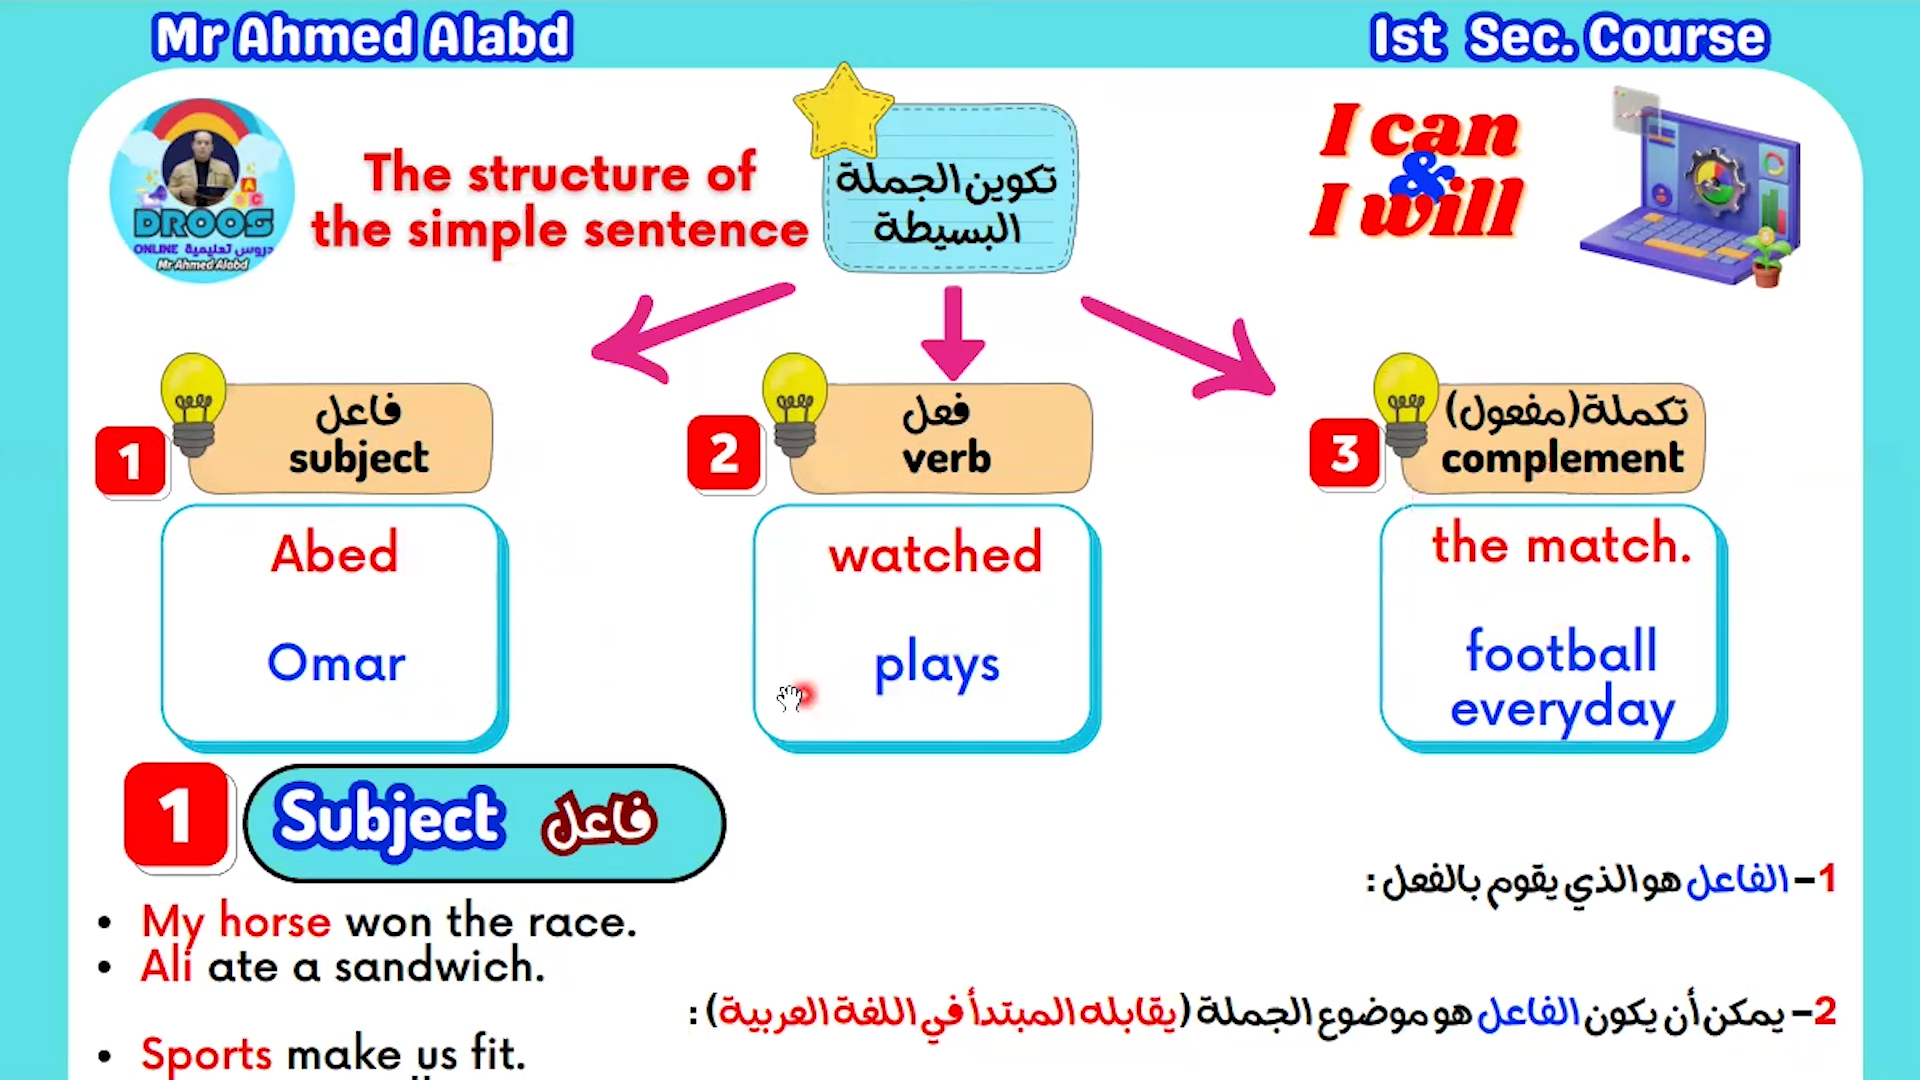 Mr Ahmed Alabd
1st Sec. Course
The structure of
the simple sentence
تكوين الجملة
البسيطة
I can
&
I will
DROOS
ONLINE دروس تعليمية
Mr Ahmed Alabd
1
فاعل
subject
2
فعل
verb
3
تكملة (مفعول)
complement
Abed
Omar
watched
plays
the match.
football
everyday
1
Subject فاعل
1- الفاعل هو الذي يقوم بالفعل :
• My horse won the race.
• Ali ate a sandwich.
2- يمكن أن يكون الفاعل هو موضوع الجملة (يقابله المبتدأ في اللغة العربية) :
• Sports make us fit.